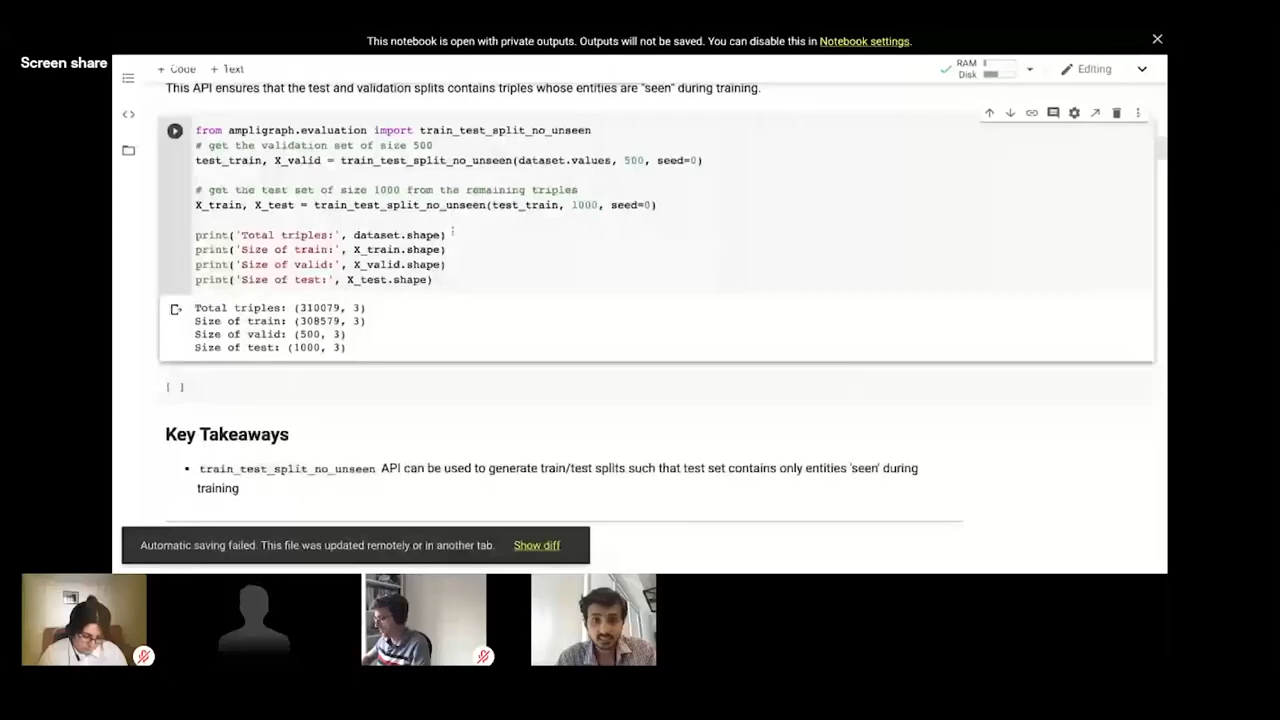 This notebook is open with private outputs. Outputs will not be saved. You can disable this in Notebook settings.
Screen share
+ Code + Text
RAM
Disk
Editing
This API ensures that the test and validation splits contains triples whose entities are "seen" during training.
from ampligraph.evaluation import train_test_split_no_unseen
# get the validation set of size 500
test_train, X_valid = train_test_split_no_unseen(dataset.values, 500, seed=0)
# get the test set of size 1000 from the remaining triples
X_train, X_test = train_test_split_no_unseen(test_train, 1000, seed=0)
print('Total triples:', dataset.shape)
print('Size of train:', X_train.shape)
print('Size of valid:', X_valid.shape)
print('Size of test:', X_test.shape)
Total triples: (310079, 3)
Size of train: (308579, 3)
Size of valid: (500, 3)
Size of test: (1000, 3)
[ ]
Key Takeaways
• train_test_split_no_unseen API can be used to generate train/test splits such that test set contains only entities 'seen' during
training
Automatic saving failed. This file was updated remotely or in another tab. Show diff